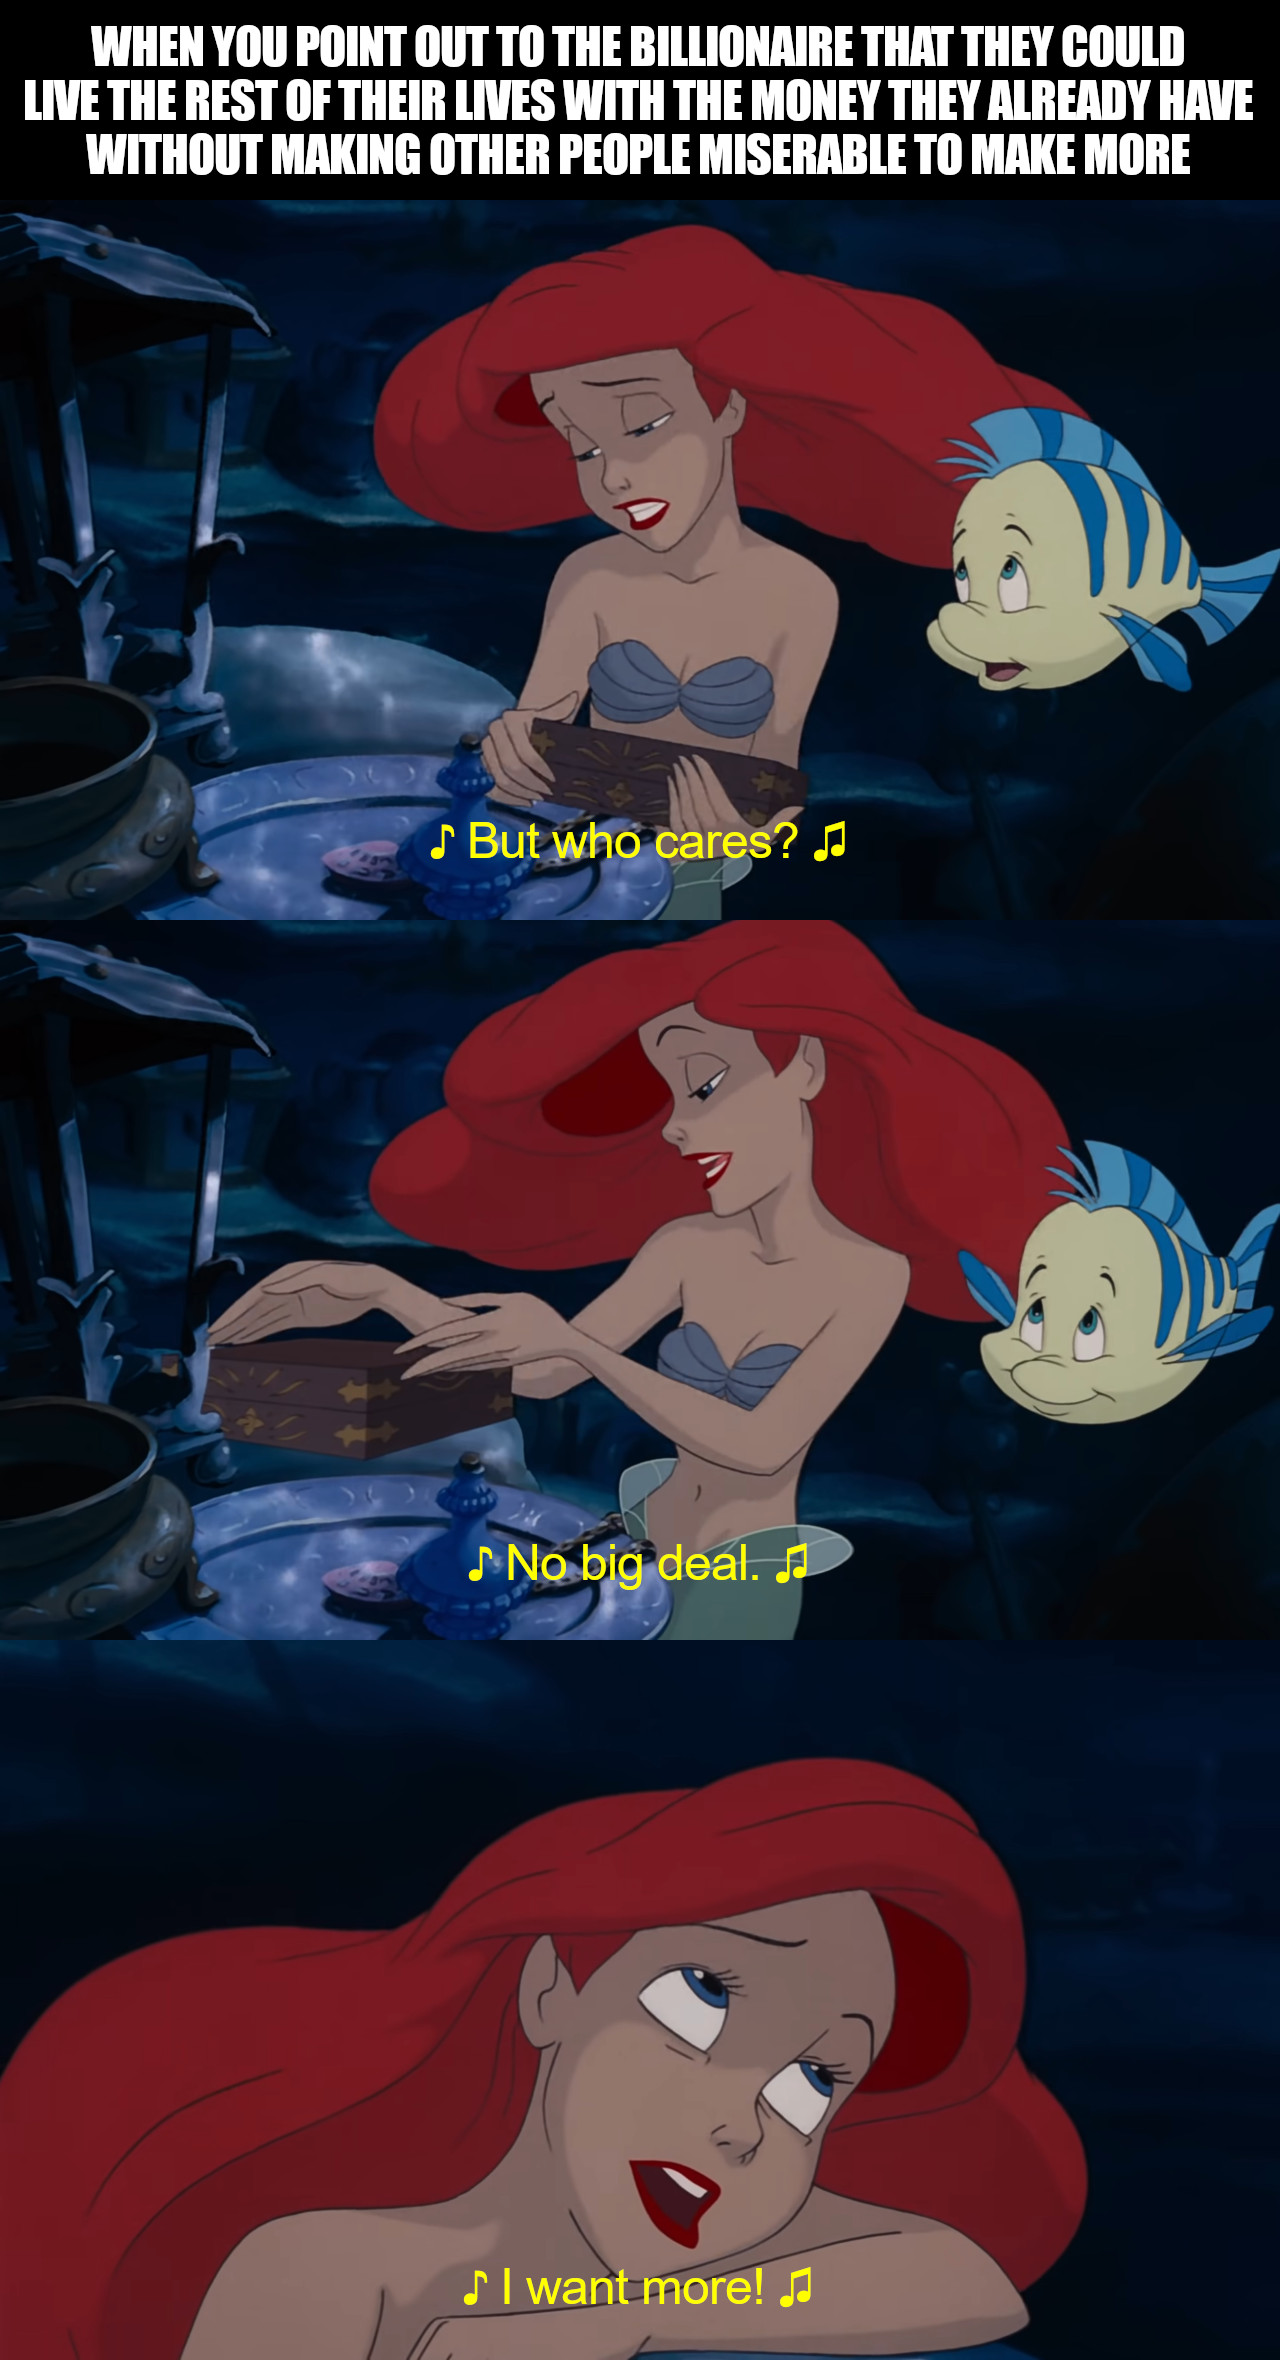 WHEN YOU POINT OUT TO THE BILLIONAIRE THAT THEY COULD
LIVE THE REST OF THEIR LIVES WITH THE MONEY THEY ALREADY HAVE
WITHOUT MAKING OTHER PEOPLE MISERABLE TO MAKE MORE
♪ But who cares? ♫
♪ No big deal. ♫
♪ I want more! ♫